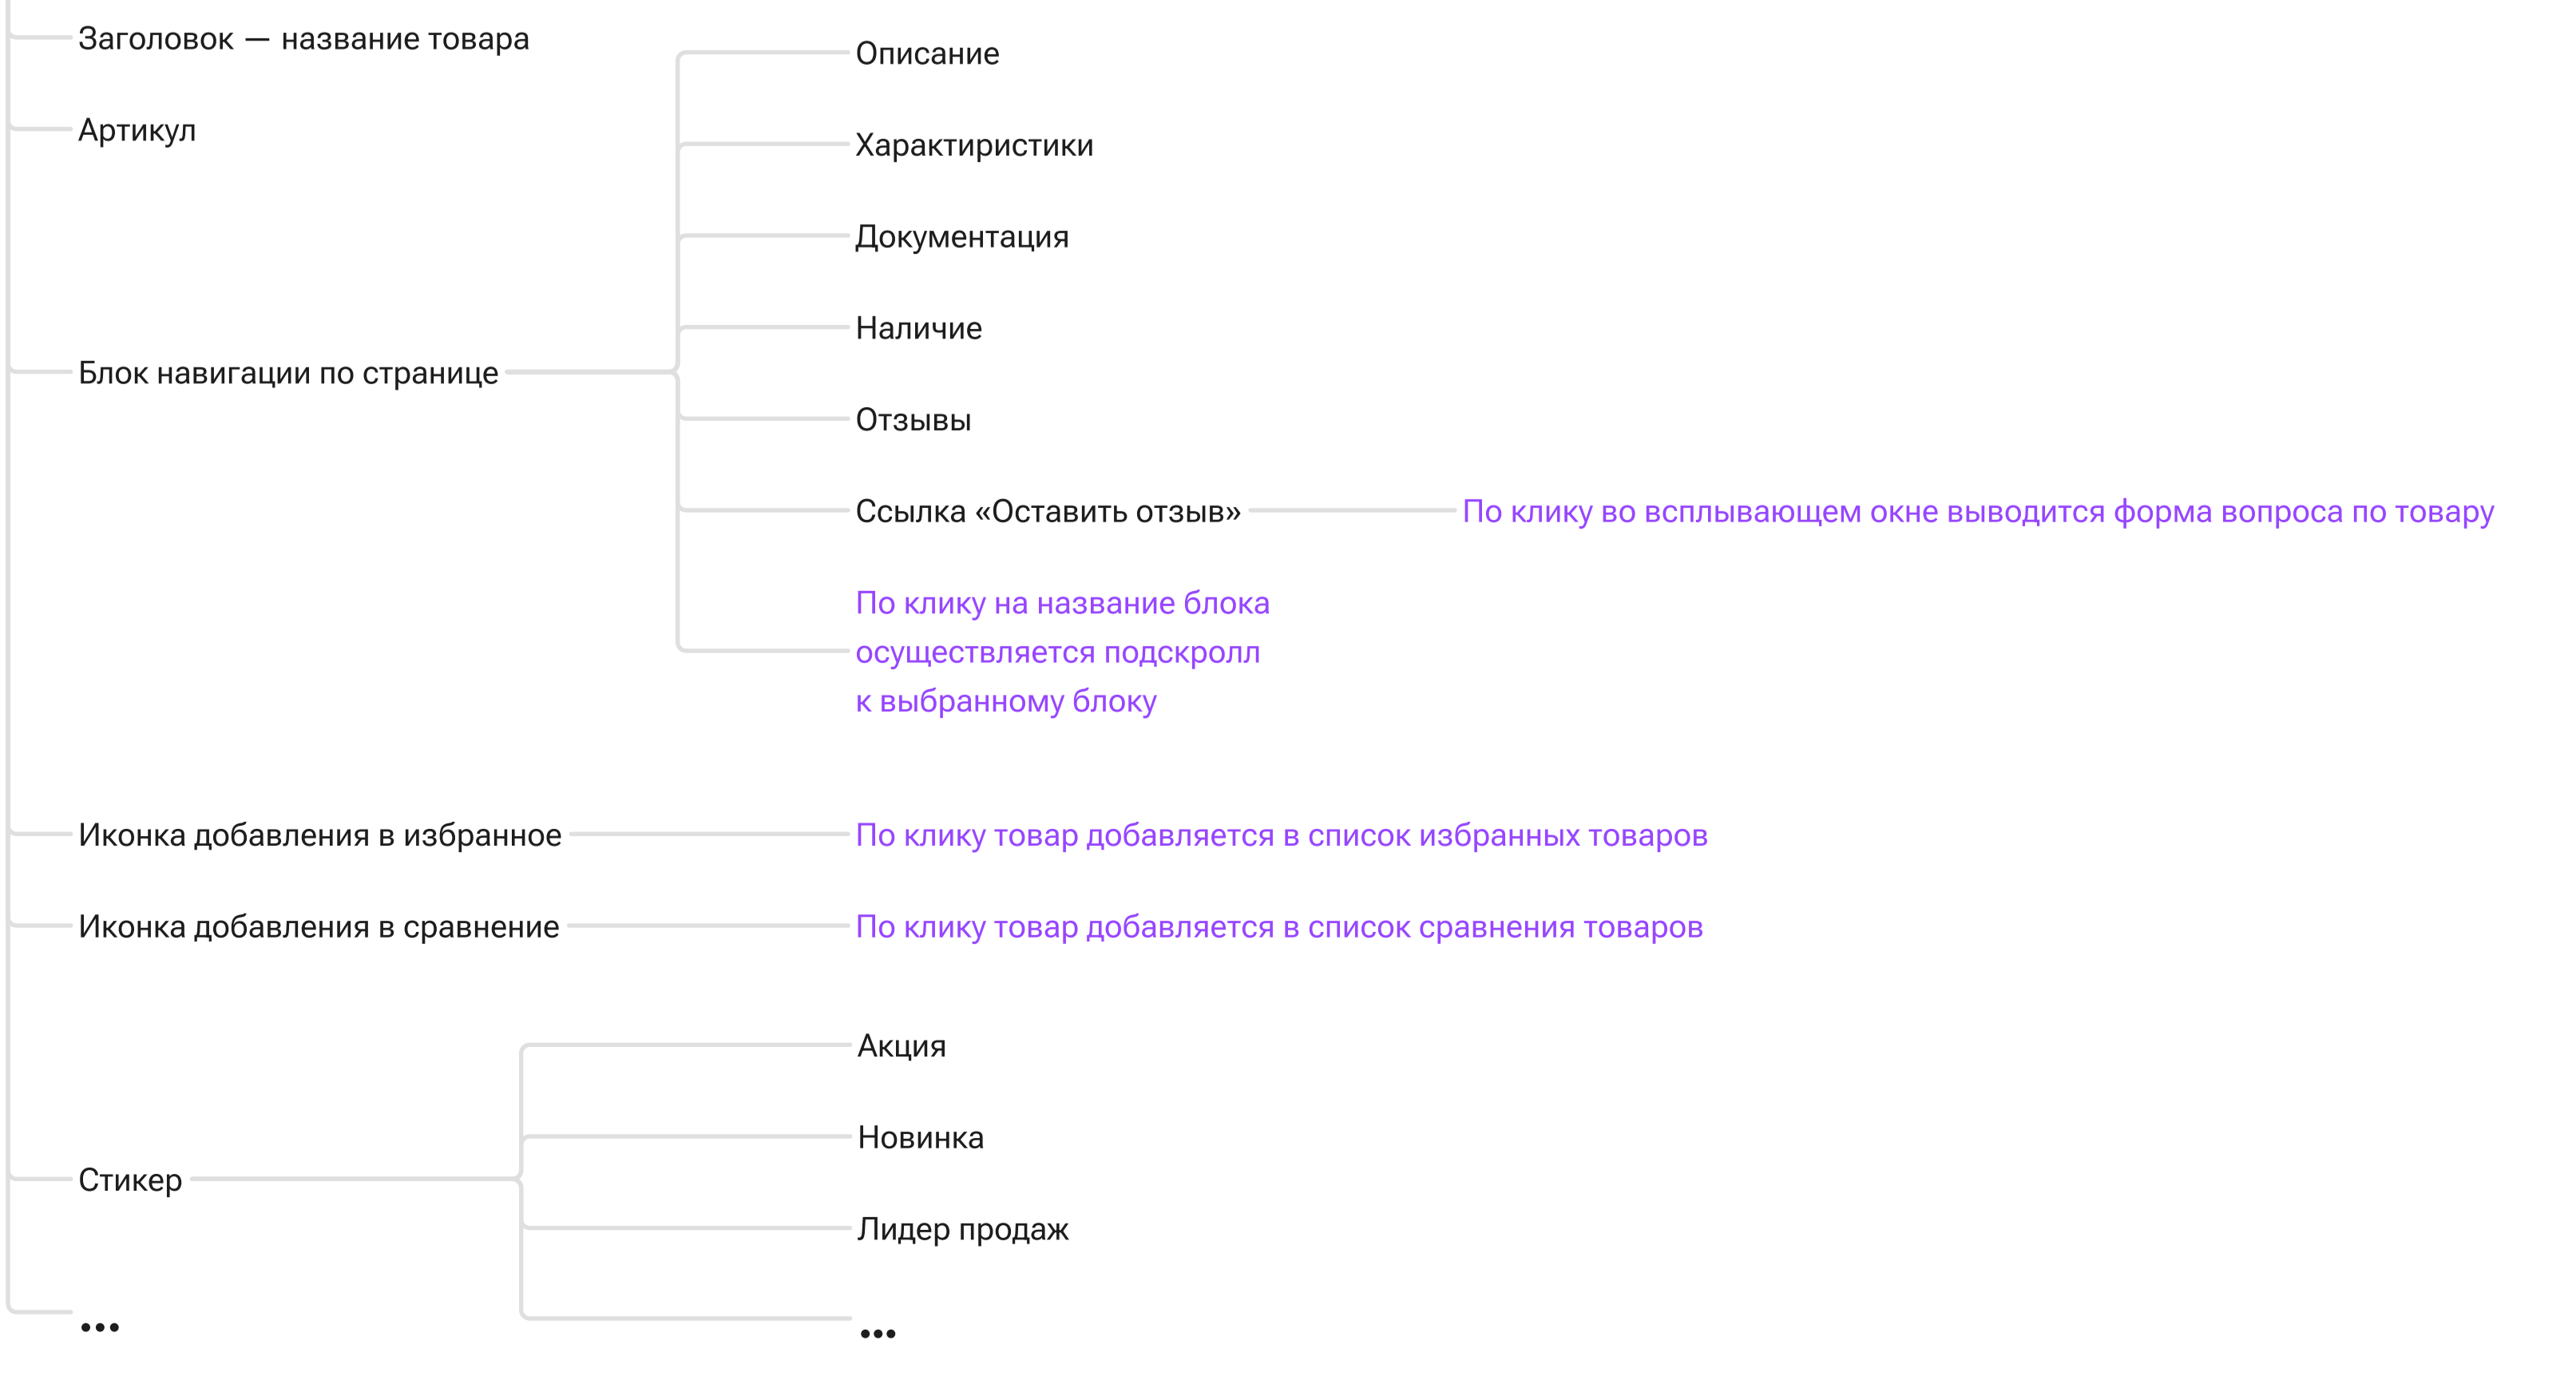 Заголовок — название товара
Артикул
Блок навигации по странице
Описание
Характиристики
Документация
Наличие
Отзывы
Ссылка «Оставить отзыв»
По клику во всплывающем окне выводится форма вопроса по товару
По клику на название блока
осуществляется подскролл
к выбранному блоку
Иконка добавления в избранное
По клику товар добавляется в список избранных товаров
Иконка добавления в сравнение
По клику товар добавляется в список сравнения товаров
Стикер
Акция
Новинка
Лидер продаж
...
...